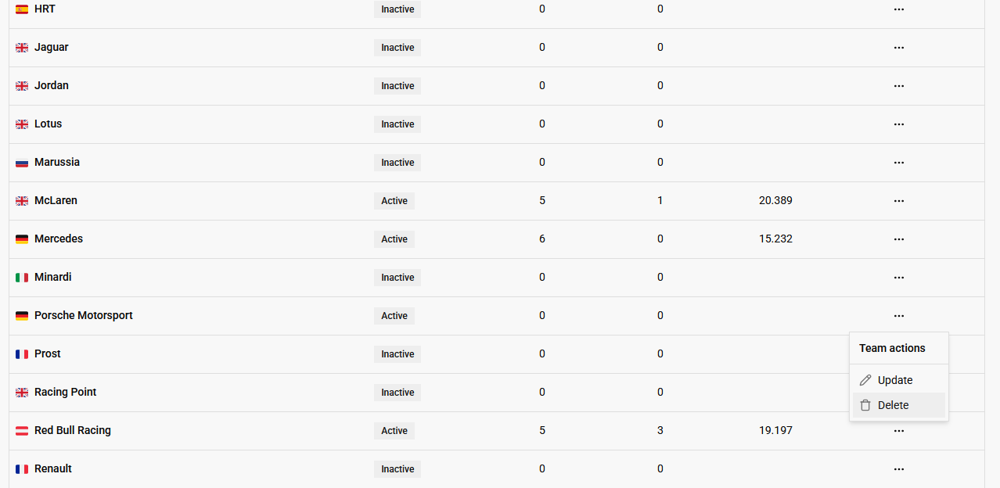 HRT Inactive 0 0 ...
Jaguar Inactive 0 0 ...
Jordan Inactive 0 0 ...
Lotus Inactive 0 0 ...
Marussia Inactive 0 0 ...
McLaren Active 5 1 20.389 ...
Mercedes Active 6 0 15.232 ...
Minardi Inactive 0 0 ...
Porsche Motorsport Active 0 0 ...
Prost Inactive 0 0
Team actions
Update
Delete
Racing Point Inactive 0 0
Red Bull Racing Active 5 3 19.197 ...
Renault Inactive 0 0 ...